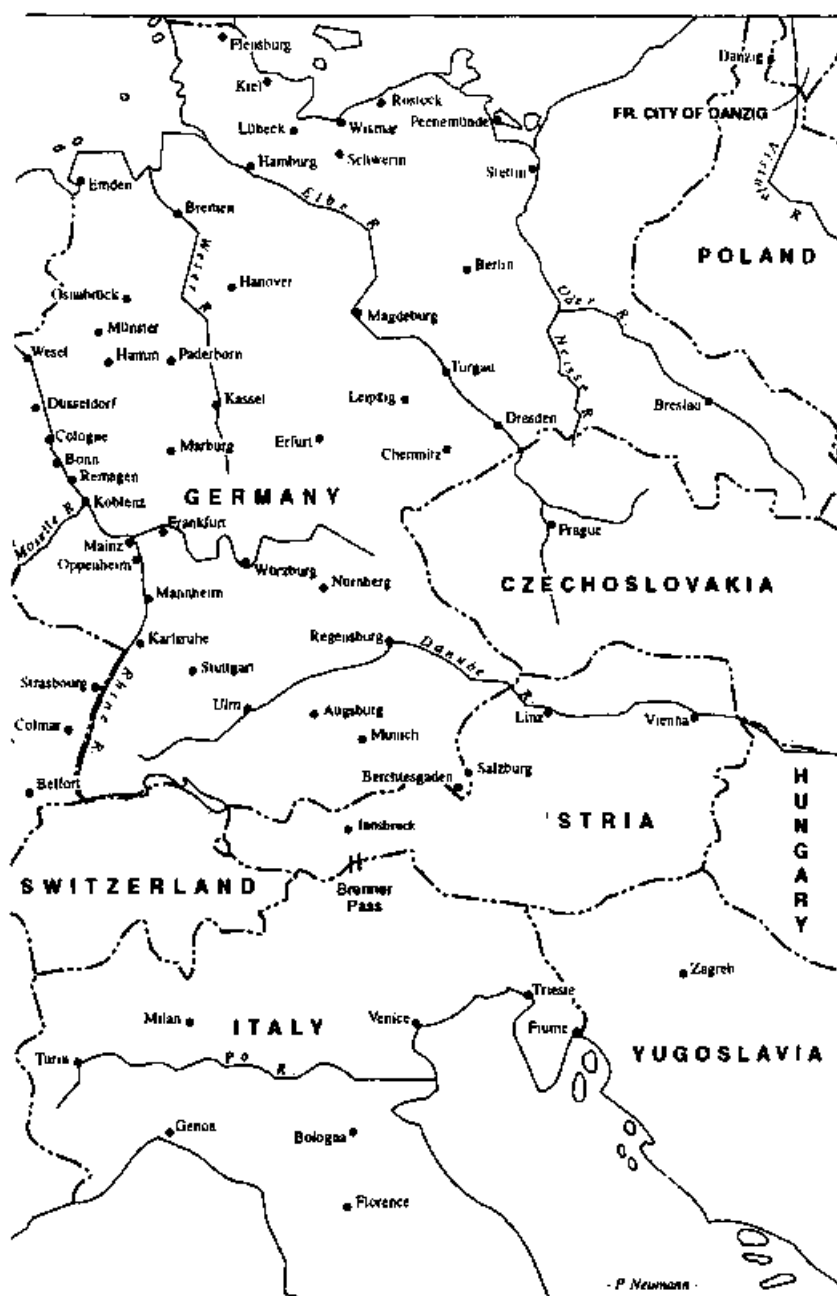 Flensburg
Danzig
Kiel
Rostock
Peenemünde
FR. CITY OF DANZIG
Lübeck
Wismar
Schwerin
Hamburg
Stettin
Vistula R.
Emden
Elbe R.
Bremen
Weser R.
POLAND
Berlin
Hanover
Osnabrück
Oder R.
Magdeburg
Münster
Neisse R.
Wesel
Hamm
Paderborn
Torgau
Düsseldorf
Kassel
Leipzig
Breslau
Cologne
Erfurt
Dresden
Marburg
Chemnitz
Bonn
Remagen
GERMANY
Koblenz
Moselle R.
Frankfurt
Prague
Mainz
Oppenheim
Würzburg
CZECHOSLOVAKIA
Nürnberg
Mannheim
Karlsruhe
Regensburg
Danube R.
Stuttgart
Strasbourg
Rhine R.
Ulm
Augsburg
Linz
Vienna
Colmar
Munich
Salzburg
Berchtesgaden
Belfort
HUNGARY
Innsbruck
'STRIA
SWITZERLAND
Brenner
Pass
Zagreb
Trieste
Milan
ITALY
Venice
Fiume
YUGOSLAVIA
Turin
Po R.
Genoa
Bologna
Florence
- P Neumann -